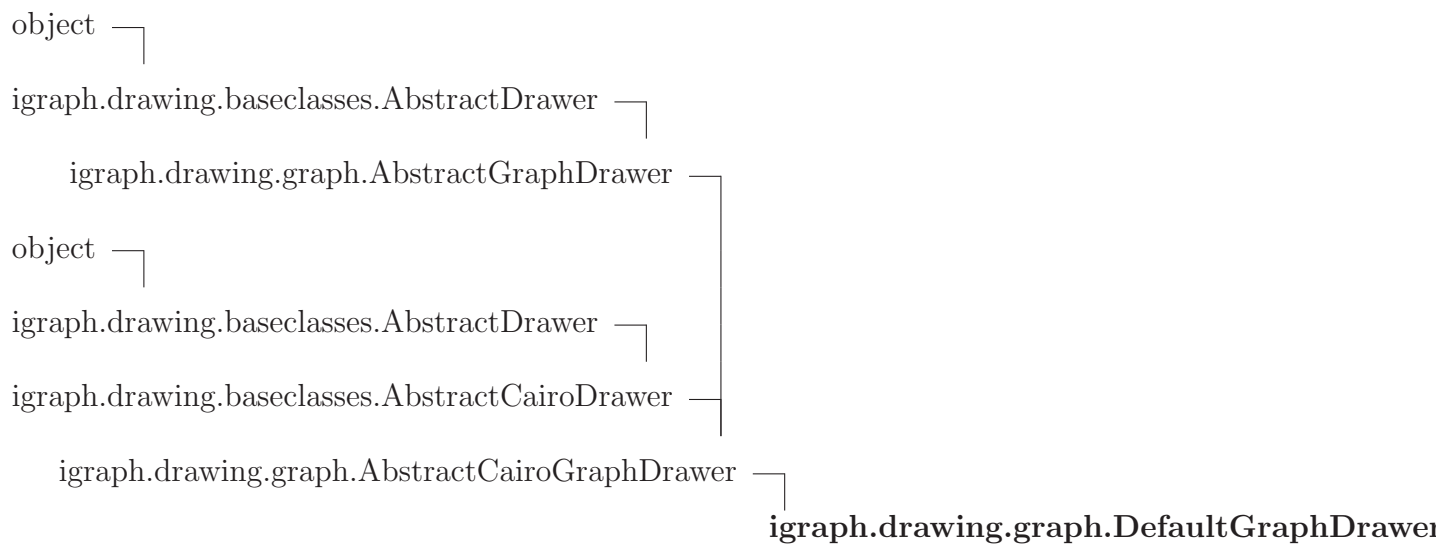 object
igraph.drawing.baseclasses.AbstractDrawer
igraph.drawing.graph.AbstractGraphDrawer
object
igraph.drawing.baseclasses.AbstractDrawer
igraph.drawing.baseclasses.AbstractCairoDrawer
igraph.drawing.graph.AbstractCairoGraphDrawer
igraph.drawing.graph.DefaultGraphDrawer